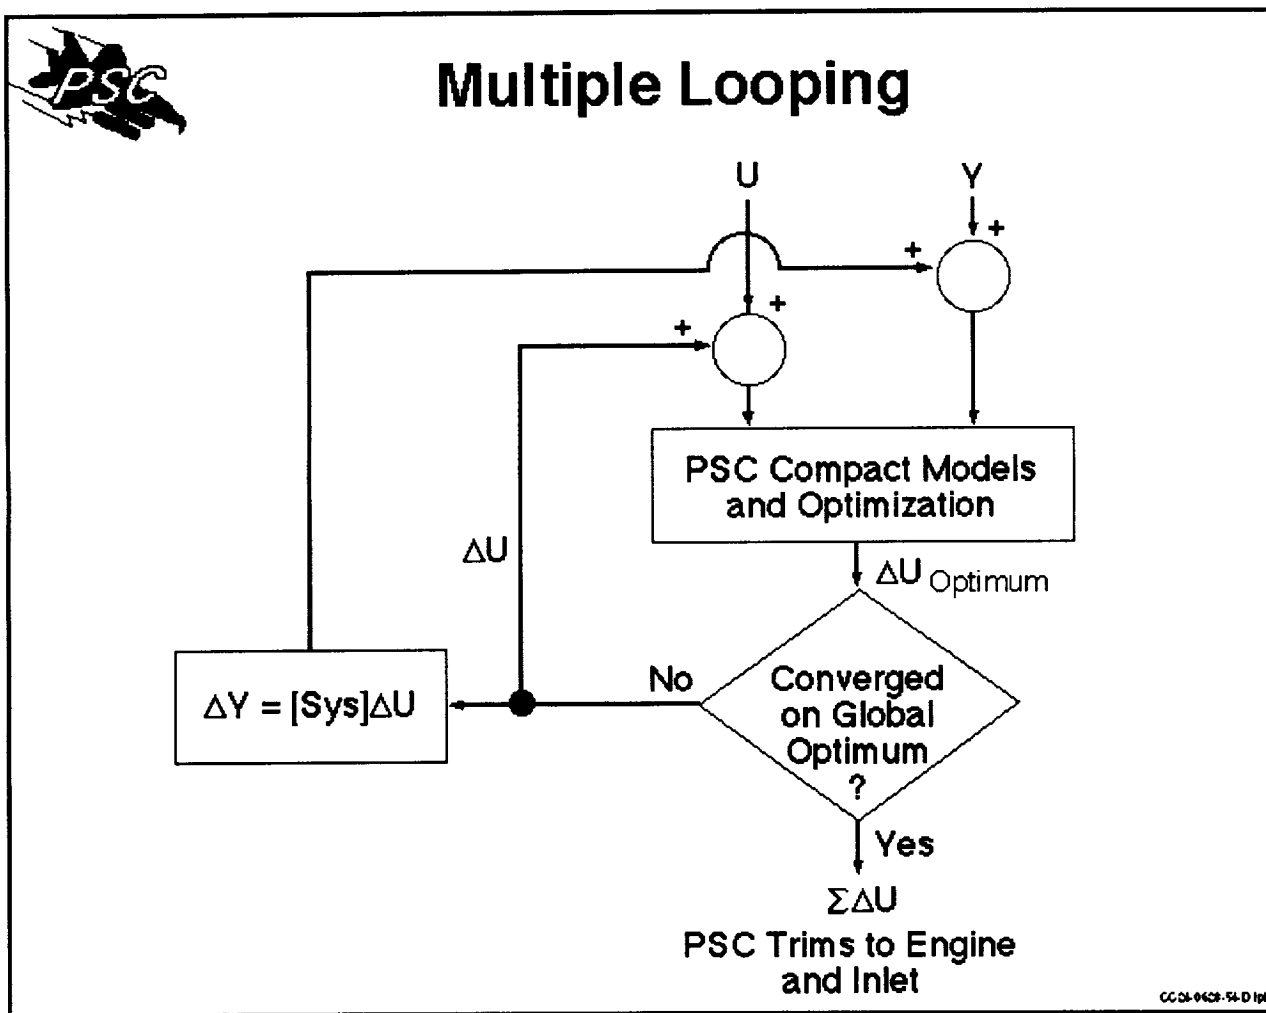 PSC
Multiple Looping
U
Y
+
+
+
+
PSC Compact Models
and Optimization
ΔU
ΔU Optimum
ΔY = [Sys]ΔU
No
Converged
on Global
Optimum
?
Yes
ΣΔU
PSC Trims to Engine
and Inlet